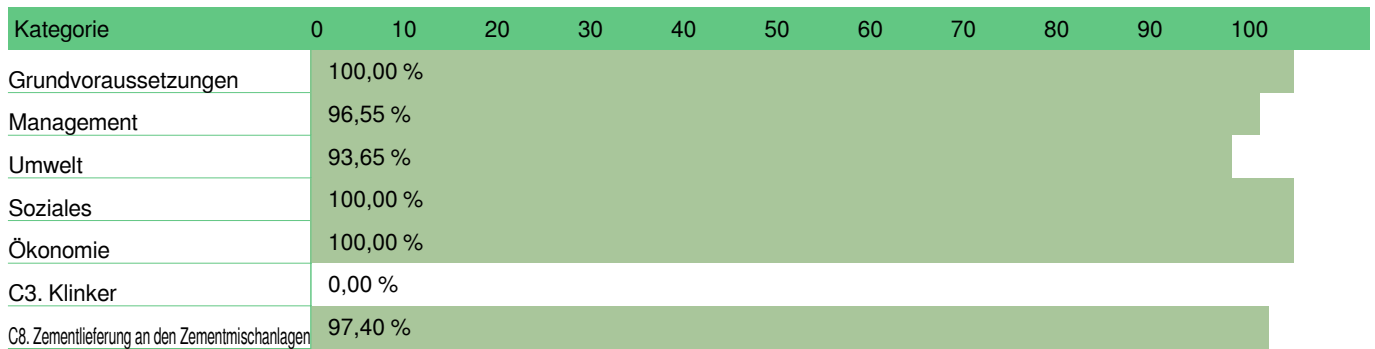 Kategorie 0 10 20 30 40 50 60 70 80 90 100
Grundvoraussetzungen 100,00 %
Management 96,55 %
Umwelt 93,65 %
Soziales 100,00 %
Ökonomie 100,00 %
C3. Klinker 0,00 %
C8. Zementlieferung an den Zementmischanlagen 97,40 %